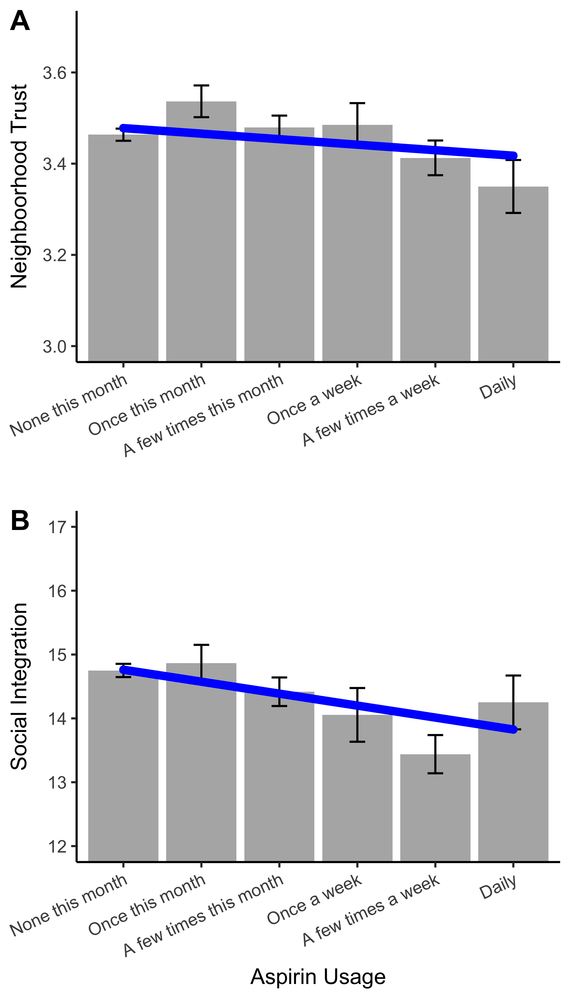 A
Neighboorhood Trust
3.6
3.4
3.2
3.0
None this month
Once this month
A few times this month
Once a week
A few times a week
Daily
B
Social Integration
17
16
15
14
13
12
None this month
Once this month
A few times this month
Once a week
A few times a week
Daily
Aspirin Usage